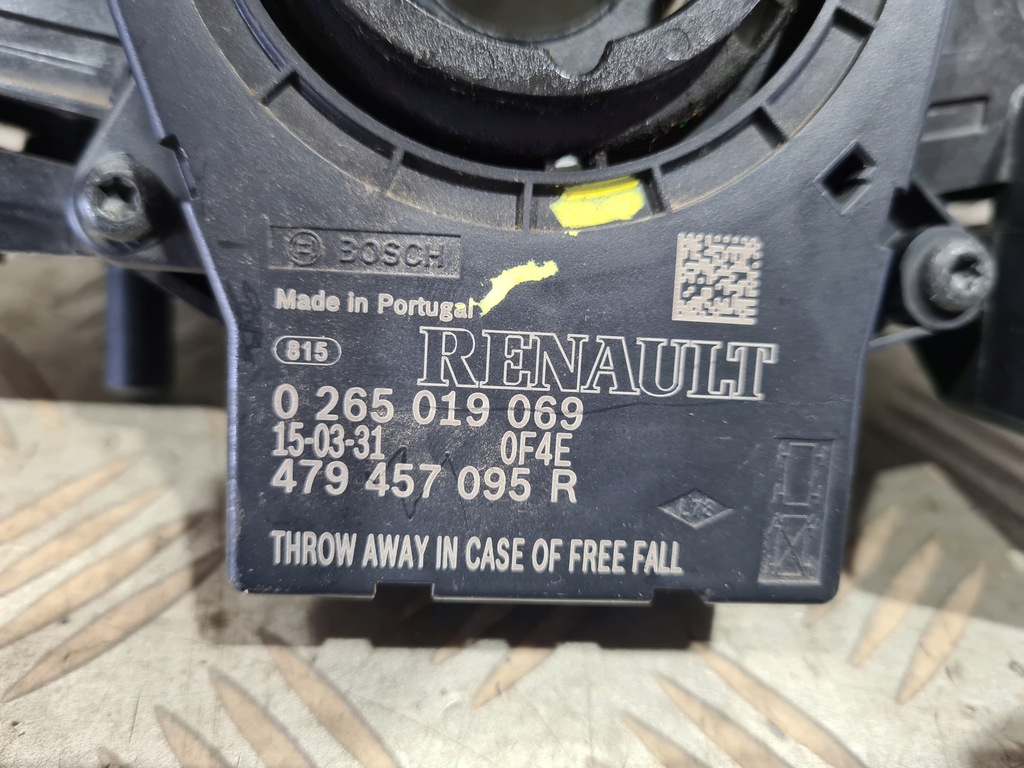 BOSCH
Made in Portugal
815
RENAULT
0 265 019 069
15-03-31 0F4E
479 457 095 R
THROW AWAY IN CASE OF FREE FALL